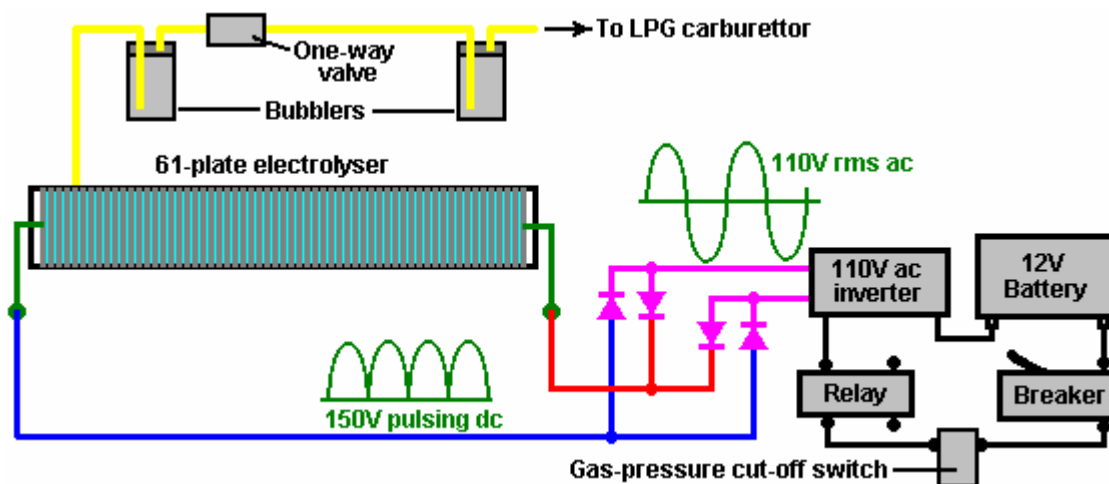 To LPG carburettor
One-way
valve
Bubblers
61-plate electrolyser
110V rms ac
110V ac
inverter
12V
Battery
150V pulsing dc
Relay
Breaker
Gas-pressure cut-off switch